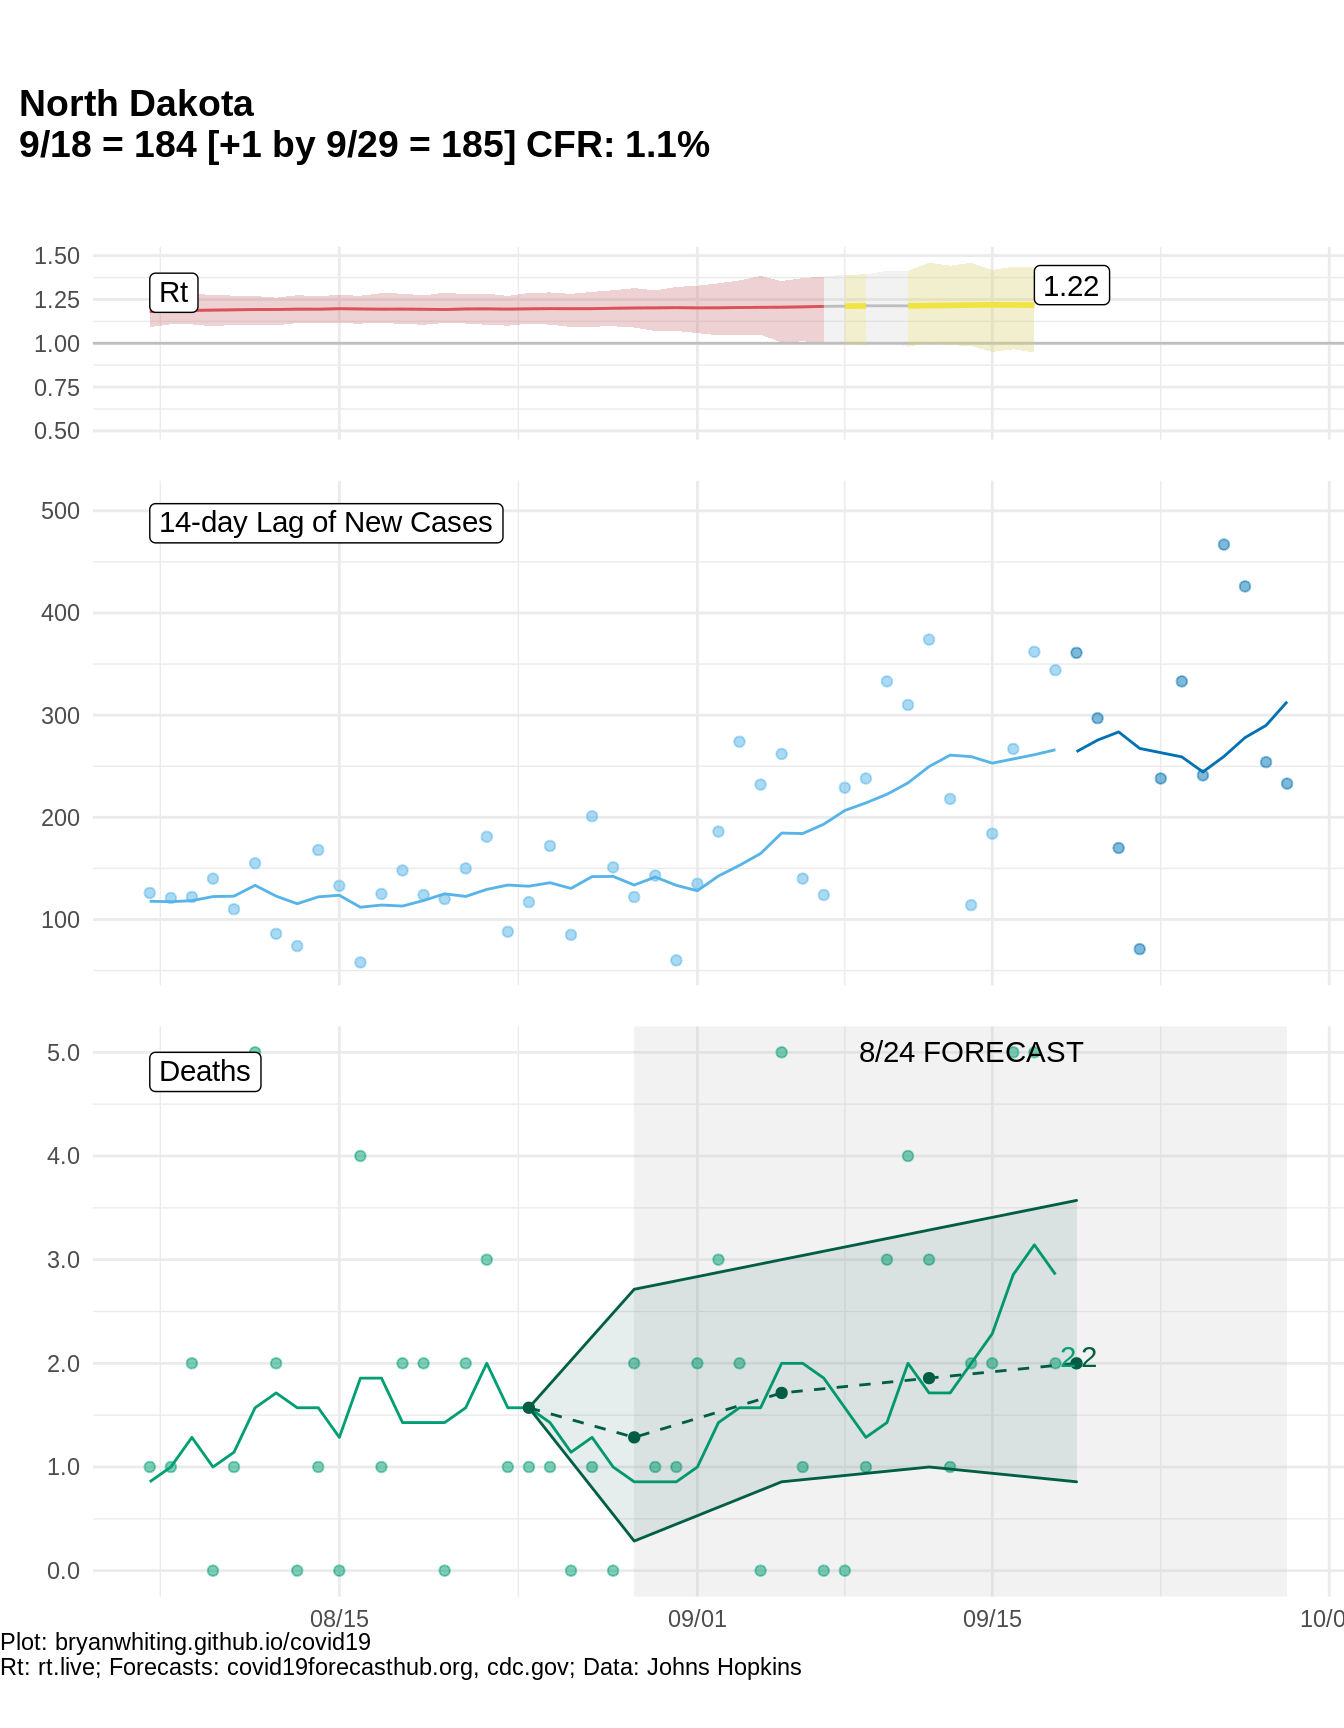 North Dakota
9/18 = 184 [+1 by 9/29 = 185] CFR: 1.1%
1.50
Rt
1.22
1.25
1.00
0.75
0.50
500
14-day Lag of New Cases
400
300
200
100
5.0
8/24 FORECAST
Deaths
4.0
3.0
2.0
2
2
1.0
0.0
08/15
09/01
09/15
10/0
Plot: bryanwhiting.github.io/covid19
Rt: rt.live; Forecasts: covid19forecasthub.org, cdc.gov; Data: Johns Hopkins